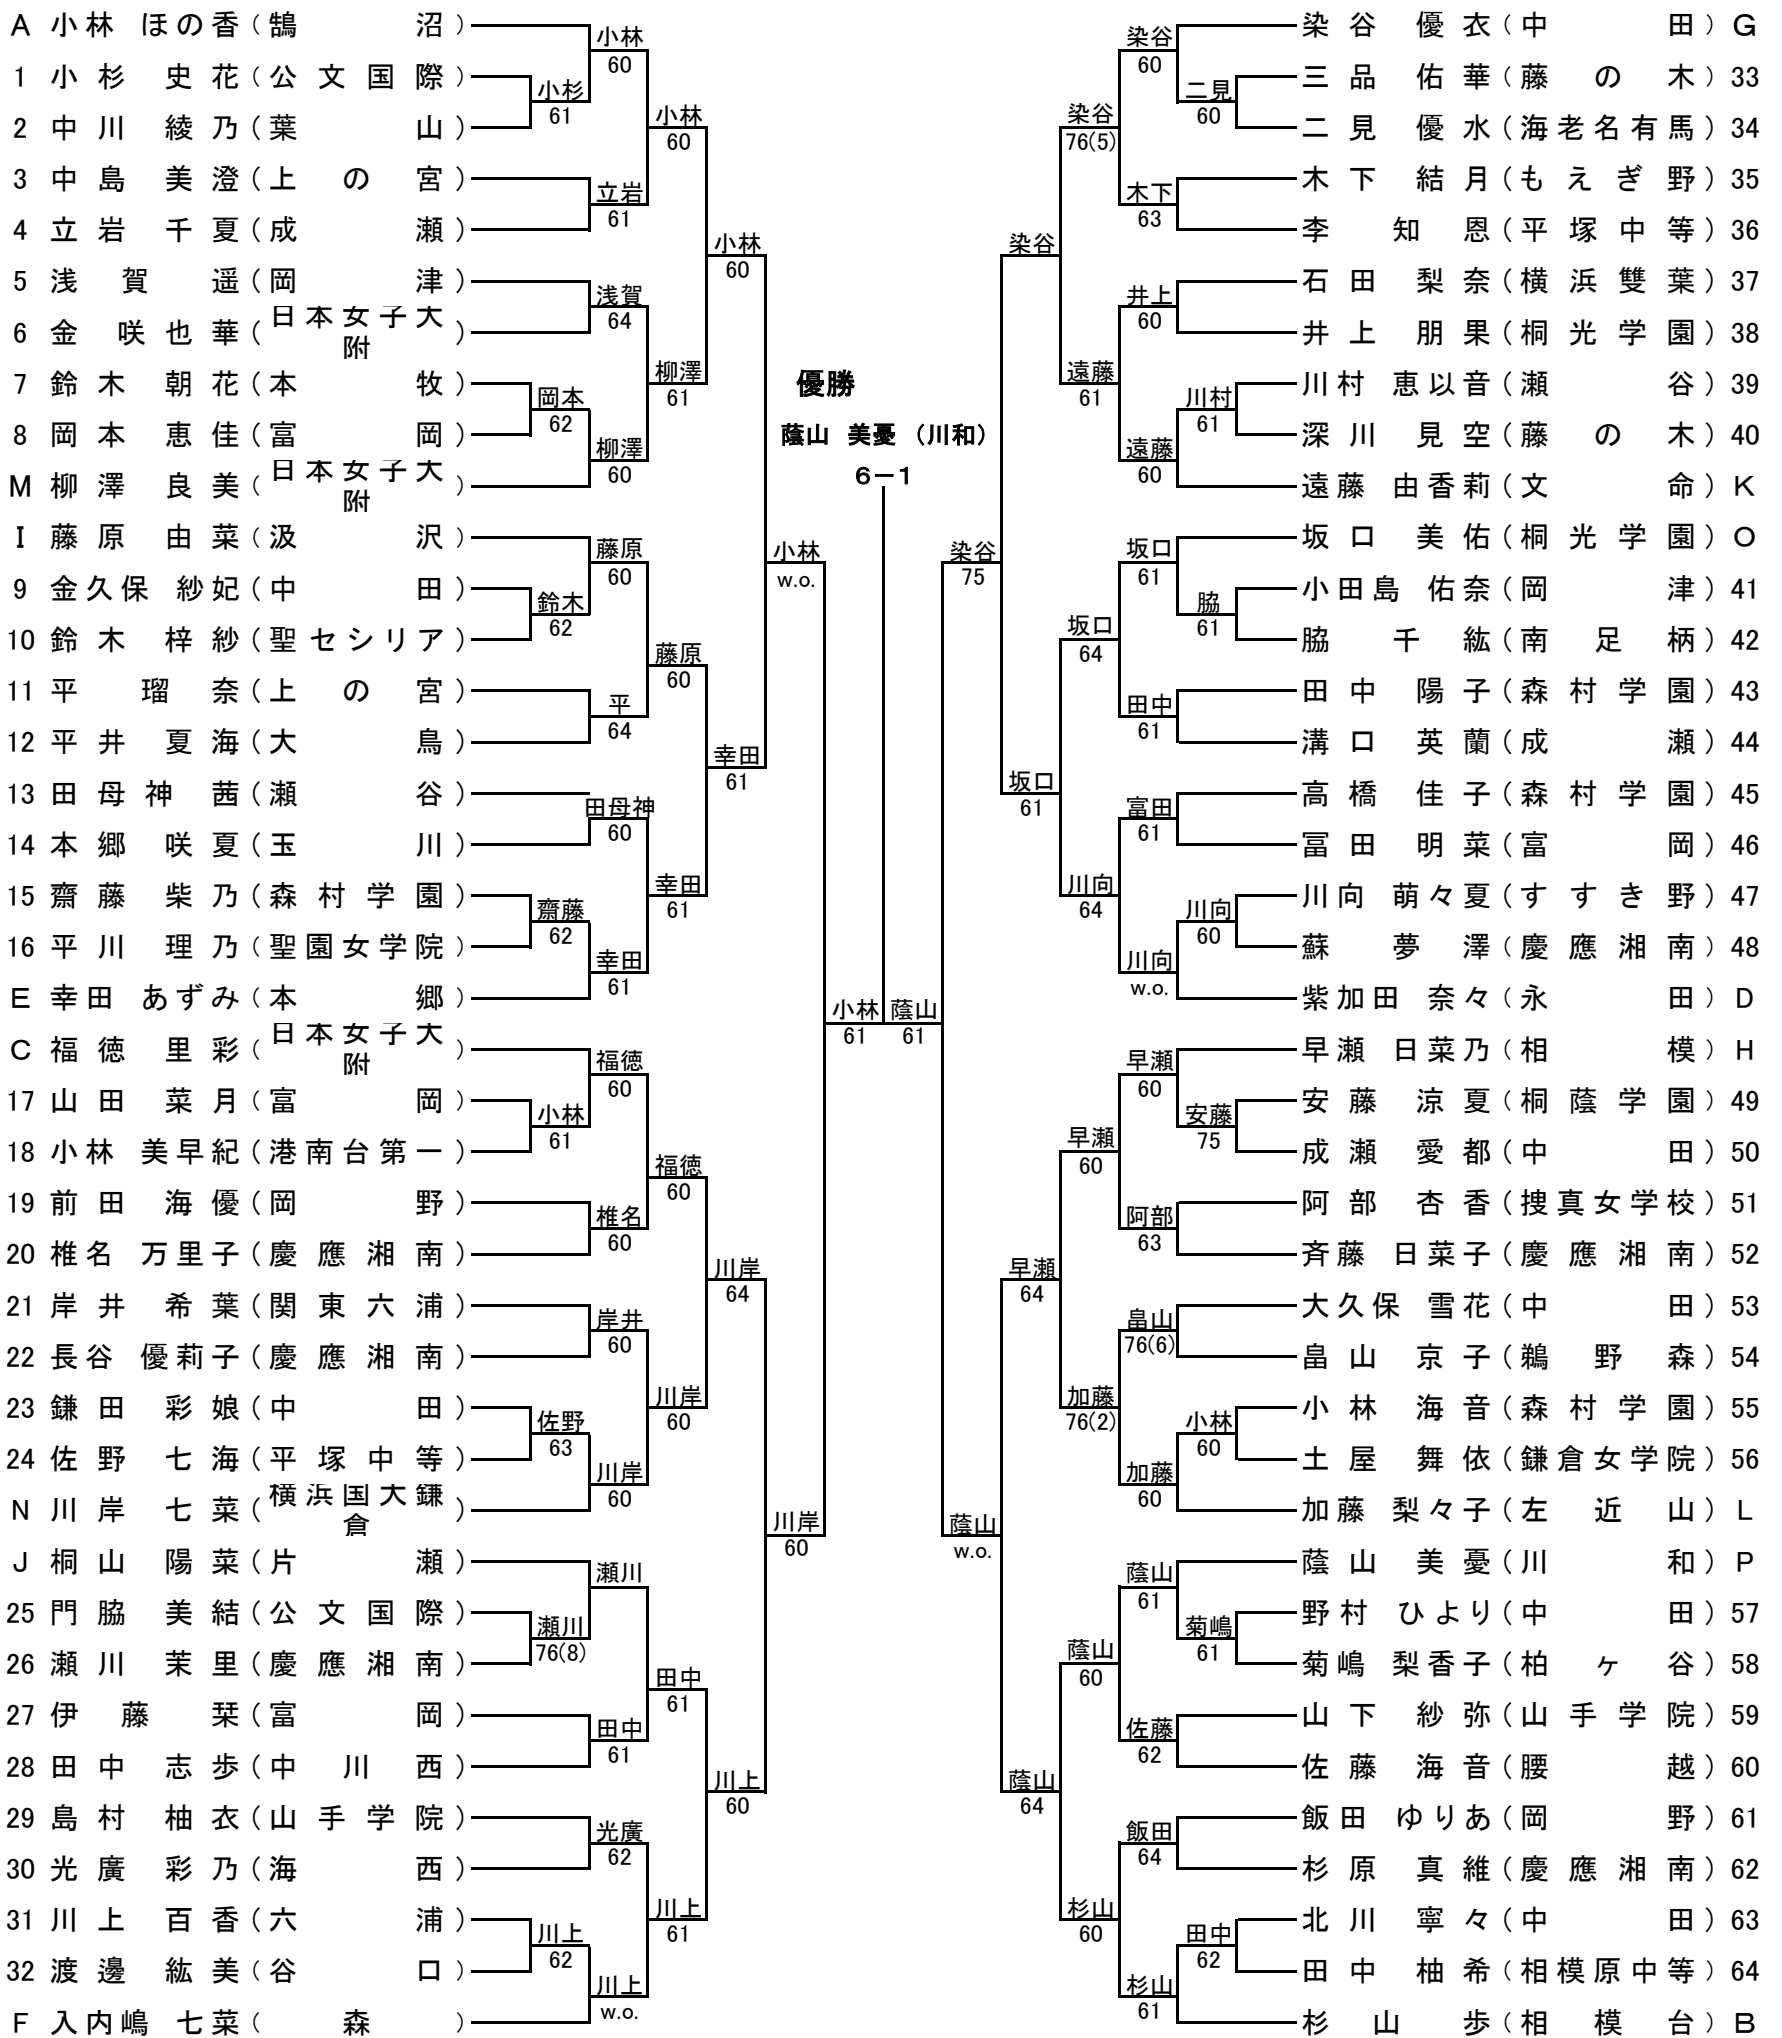 A 小林 ほの香(鵠沼)
1 小杉 史花(公文国際)
2 中川 綾乃(葉山)
3 中島 美澄(上の宮)
4 立岩 千夏(成瀬)
5 浅賀 遥(岡津)
6 金 咲也華(日本女子大附)
7 鈴木 朝花(本牧)
8 岡本 恵佳(富岡)
M 柳澤 良美(日本女子大附)
I 藤原 由菜(汲沢)
9 金久保 紗妃(中田)
10 鈴木 梓紗(聖セシリア)
11 平 瑠奈(上の宮)
12 平井 夏海(大鳥)
13 田母神 茜(瀬谷)
14 本郷 咲夏(玉川)
15 齋藤 柴乃(森村学園)
16 平川 理乃(聖園女学院)
E 幸田 あずみ(本郷)
C 福徳 里彩(日本女子大附)
17 山田 菜月(富岡)
18 小林 美早紀(港南台第一)
19 前田 海優(岡野)
20 椎名 万里子(慶應湘南)
21 岸井 希葉(関東六浦)
22 長谷 優莉子(慶應湘南)
23 鎌田 彩娘(中田)
24 佐野 七海(平塚中等)
N 川岸 七菜(横浜国大鎌倉)
J 桐山 陽菜(片瀬)
25 門脇 美結(公文国際)
26 瀬川 茉里(慶應湘南)
27 伊藤 栞(富岡)
28 田中 志歩(中川西)
29 島村 柚衣(山手学院)
30 光廣 彩乃(海西)
31 川上 百香(六浦)
32 渡邊 紘美(谷口)
F 入内嶋 七菜(森)
小杉
61
岡本
62
鈴木
62
齋藤
62
小林
61
佐野
63
瀬川
76(8)
川上
62
小林
60
立岩
61
浅賀
64
柳澤
60
藤原
60
平
64
田母神
60
幸田
61
福徳
60
椎名
60
岸井
60
川岸
60
瀬川
田中
61
光廣
62
川上
w.o.
小林
60
柳澤
61
藤原
60
幸田
61
福徳
60
川岸
60
田中
61
川上
61
小林
60
幸田
61
川岸
64
川上
60
小林
w.o.
川岸
60
小林
61
優勝
蔭山 美憂 (川和)
6-1
蔭山
61
染谷
75
蔭山
w.o.
染谷
坂口
61
早瀬
64
蔭山
64
染谷
76(5)
遠藤
61
坂口
64
川向
64
早瀬
60
加藤
76(2)
蔭山
60
杉山
60
染谷
60
木下
63
井上
60
遠藤
60
坂口
61
田中
61
富田
61
川向
w.o.
早瀬
60
阿部
63
畠山
76(6)
加藤
60
蔭山
61
佐藤
62
飯田
64
杉山
61
二見
60
川村
61
脇
61
川向
60
安藤
75
小林
60
菊嶋
61
田中
62
染谷 優衣(中田) G
三品 佑華(藤の木) 33
二見 優水(海老名有馬) 34
木下 結月(もえぎ野) 35
李 知恩(平塚中等) 36
石田 梨奈(横浜雙葉) 37
井上 朋果(桐光学園) 38
川村 恵以音(瀬谷) 39
深川 見空(藤の木) 40
遠藤 由香莉(文命) K
坂口 美佑(桐光学園) O
小田島 佑奈(岡津) 41
脇 千紘(南足柄) 42
田中 陽子(森村学園) 43
溝口 英蘭(成瀬) 44
高橋 佳子(森村学園) 45
冨田 明菜(富岡) 46
川向 萌々夏(すすき野) 47
蘇 夢澤(慶應湘南) 48
紫加田 奈々(永田) D
早瀬 日菜乃(相模) H
安藤 涼夏(桐蔭学園) 49
成瀬 愛都(中田) 50
阿部 杏香(捜真女学校) 51
斉藤 日菜子(慶應湘南) 52
大久保 雪花(中田) 53
畠山 京子(鵜野森) 54
小林 海音(森村学園) 55
土屋 舞依(鎌倉女学院) 56
加藤 梨々子(左近山) L
蔭山 美憂(川和) P
野村 ひより(中田) 57
菊嶋 梨香子(柏ヶ谷) 58
山下 紗弥(山手学院) 59
佐藤 海音(腰越) 60
飯田 ゆりあ(岡野) 61
杉原 真維(慶應湘南) 62
北川 寧々(中田) 63
田中 柚希(相模原中等) 64
杉山 歩(相模台) B